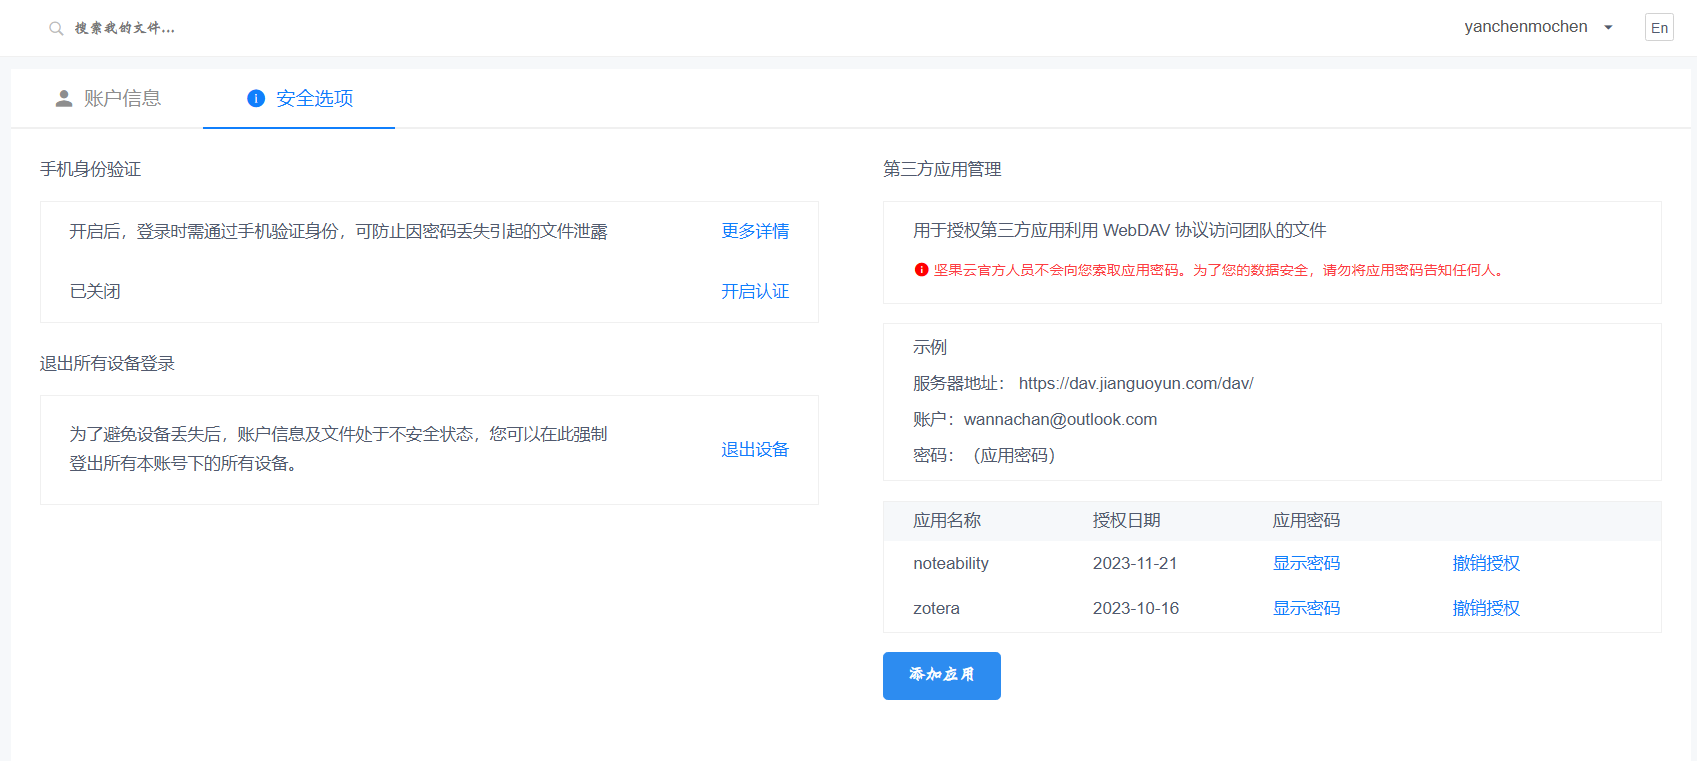 搜索我的文件...
yanchenmochen
En
账户信息
安全选项
手机身份验证
开启后，登录时需通过手机验证身份，可防止因密码丢失引起的文件泄露
更多详情
已关闭
开启认证
退出所有设备登录
为了避免设备丢失后，账户信息及文件处于不安全状态，您可以在此强制
登出所有本账号下的所有设备。
退出设备
第三方应用管理
用于授权第三方应用利用 WebDAV 协议访问团队的文件
坚果云官方人员不会向您索取应用密码。为了您的数据安全，请勿将应用密码告知任何人。
示例
服务器地址： https://dav.jianguoyun.com/dav/
账户：wannachan@outlook.com
密码：（应用密码）
应用名称 授权日期 应用密码
noteability 2023-11-21 显示密码 撤销授权
zotera 2023-10-16 显示密码 撤销授权
添加应用